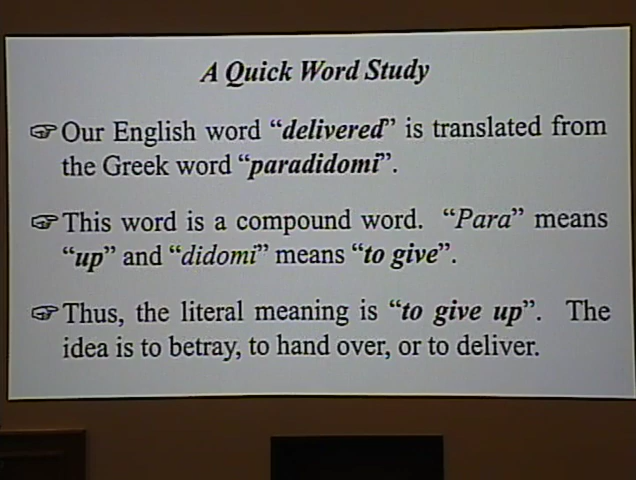 A Quick Word Study
☞Our English word “delivered” is translated from
the Greek word “paradidomi”.
☞This word is a compound word. “Para” means
“up” and “didomi” means “to give”.
☞Thus, the literal meaning is “to give up”. The
idea is to betray, to hand over, or to deliver.